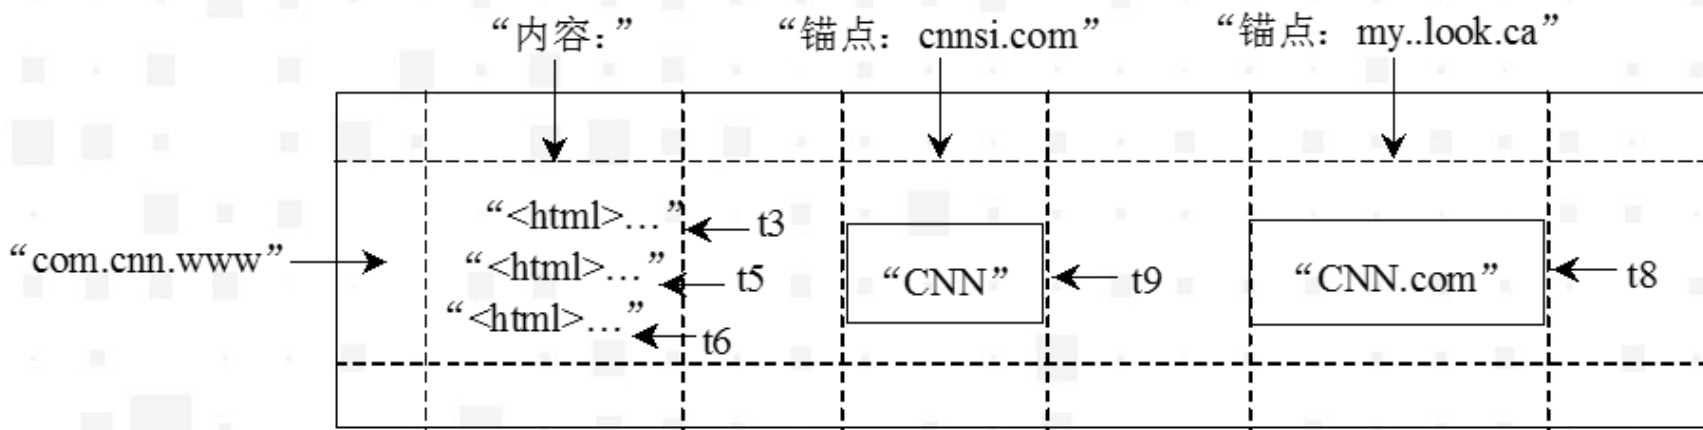 “内容：”
“锚点：cnnsi.com”
“锚点：my..look.ca”
“com.cnn.www”
“<html>…”
t3
“<html>…”
t5
“<html>…”
t6
“CNN”
t9
“CNN.com”
t8